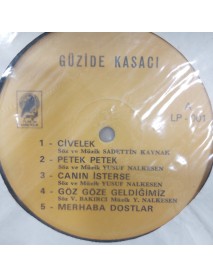 GÜZİDE KASACI
LP -
1 - CİVELEK
Söz ve Müzik SADETTİN KAYNAK
2 - PETEK PETEK
Söz ve Müzik YUSUF NALKESEN
3 - CANIN İSTERSE
Söz ve Müzik YUSUF NALKESEN
4 - GÖZ GÖZE GELDİĞİMİZ
Söz Y. BAKIRCI Müzik Y. NALKESEN
5 - MERHABA DOSTLAR